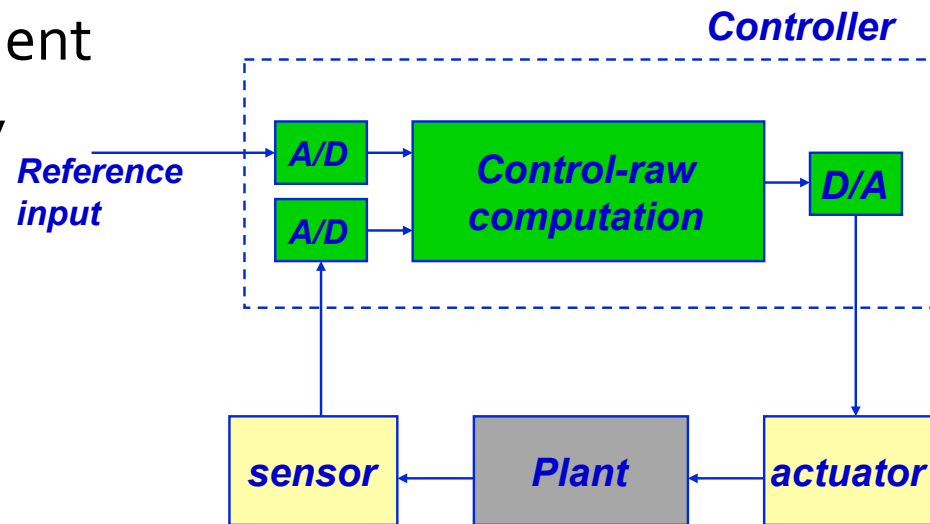 ent
Controller
Reference
input
A/D
A/D
Control-raw
computation
D/A
sensor
Plant
actuator